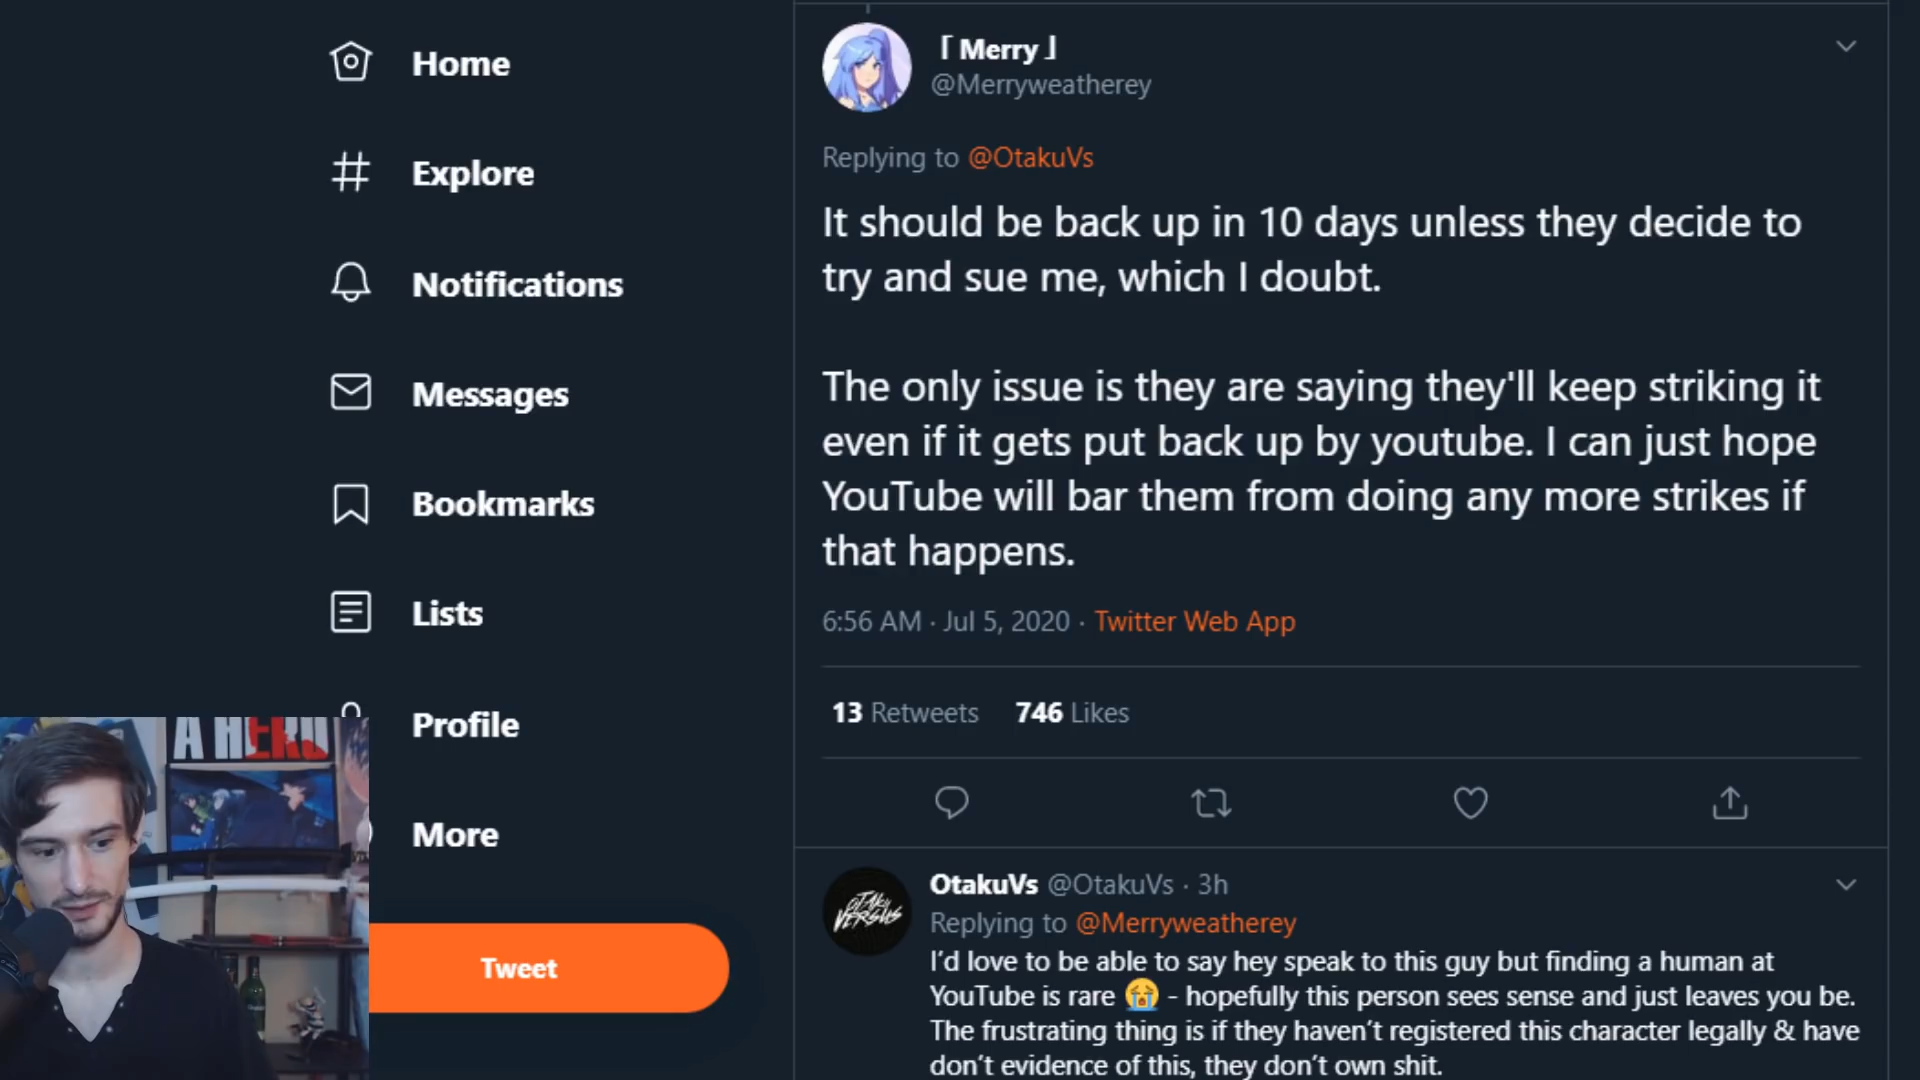 Home
Explore
Notifications
Messages
Bookmarks
Lists
Profile
More
Tweet
A HERO
「Merry」
@Merryweatherey
Replying to @OtakuVs
It should be back up in 10 days unless they decide to
try and sue me, which I doubt.
The only issue is they are saying they'll keep striking it
even if it gets put back up by youtube. I can just hope
YouTube will bar them from doing any more strikes if
that happens.
6:56 AM · Jul 5, 2020 · Twitter Web App
13 Retweets 746 Likes
OTAKU
VERSUS
OtakuVs @OtakuVs · 3h
Replying to @Merryweatherey
I’d love to be able to say hey speak to this guy but finding a human at
YouTube is rare 😭 - hopefully this person sees sense and just leaves you be.
The frustrating thing is if they haven’t registered this character legally & have
don’t evidence of this, they don’t own shit.